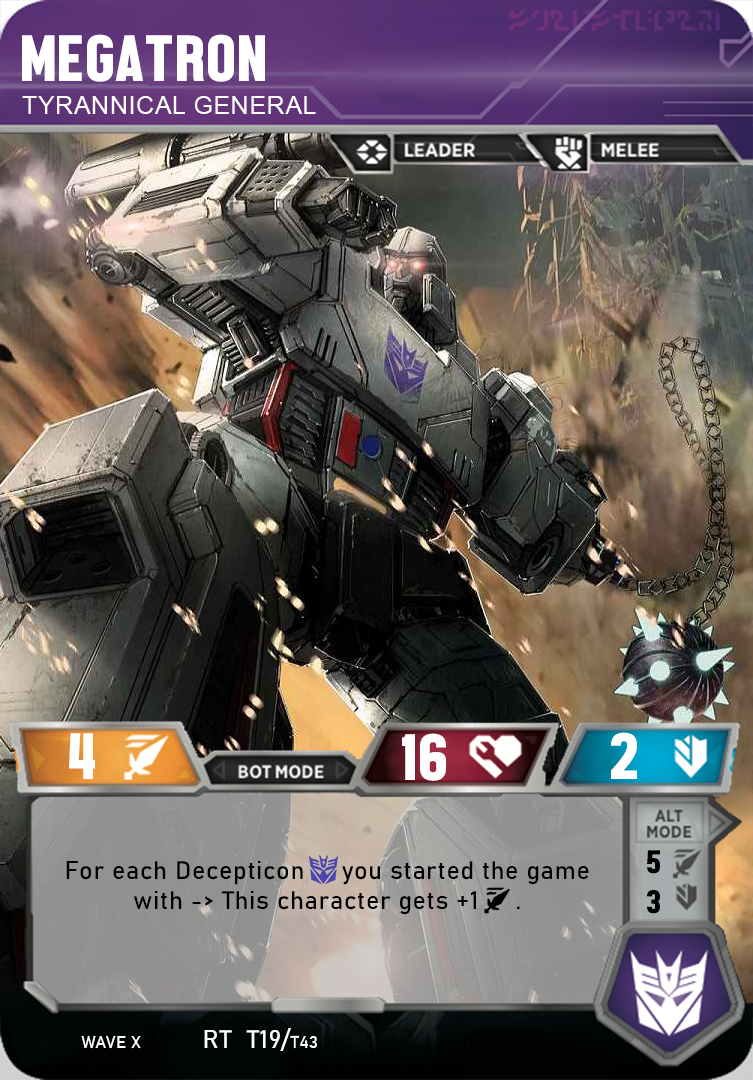 MEGATRON
TYRANNICAL GENERAL
LEADER
MELEE
4
BOT MODE
16
2
For each Decepticon you started the game
with -> This character gets +1 .
ALT
MODE
5
3
WAVE X
RT T19/T43